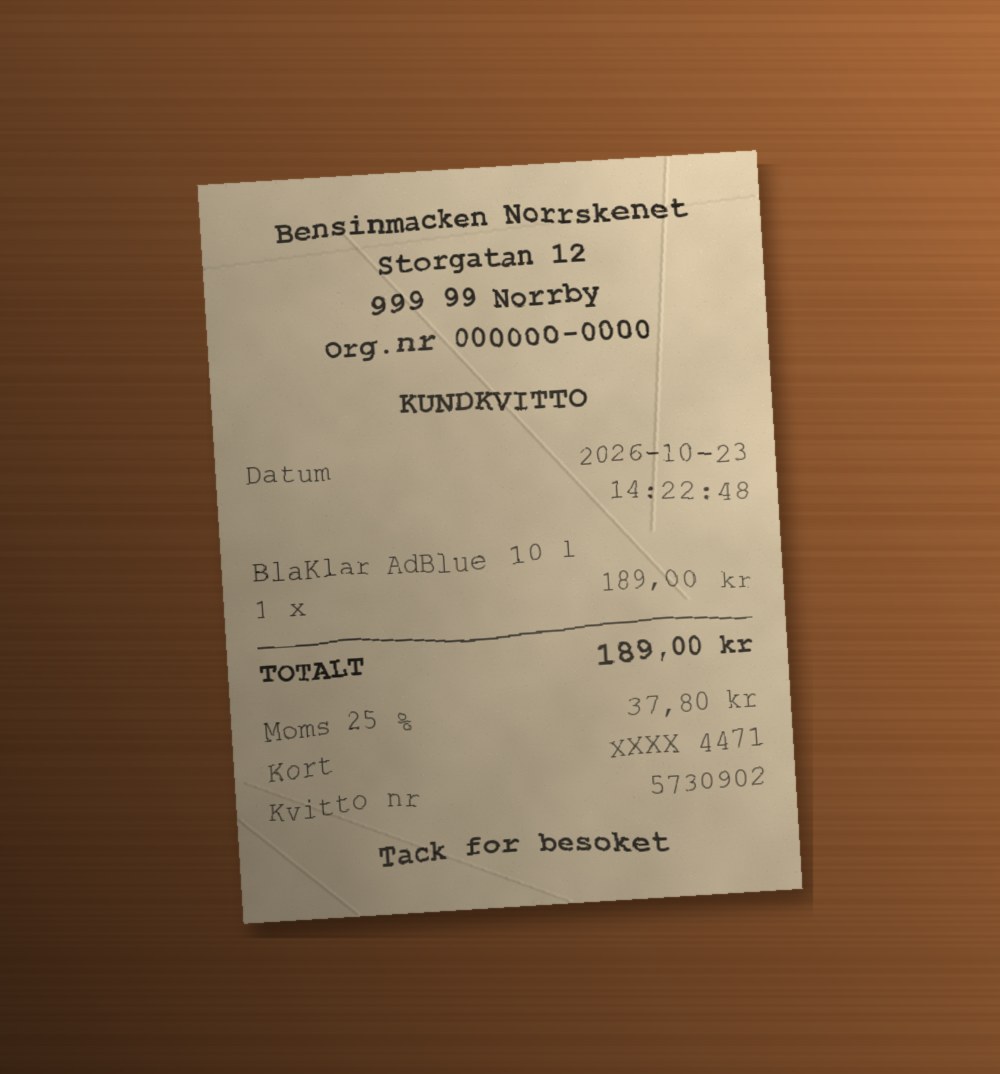 Bensinmacken Norrskenet
Storgatan 12
999 99 Norrby
org.nr 000000-0000
KUNDKVITTO
Datum 2026-10-23
14:22:48
BlaKlar AdBlue 10 l
1 x 189,00 kr
TOTALT 189,00 kr
Moms 25 % 37,80 kr
Kort XXXX 4471
Kvitto nr 5730902
Tack for besoket